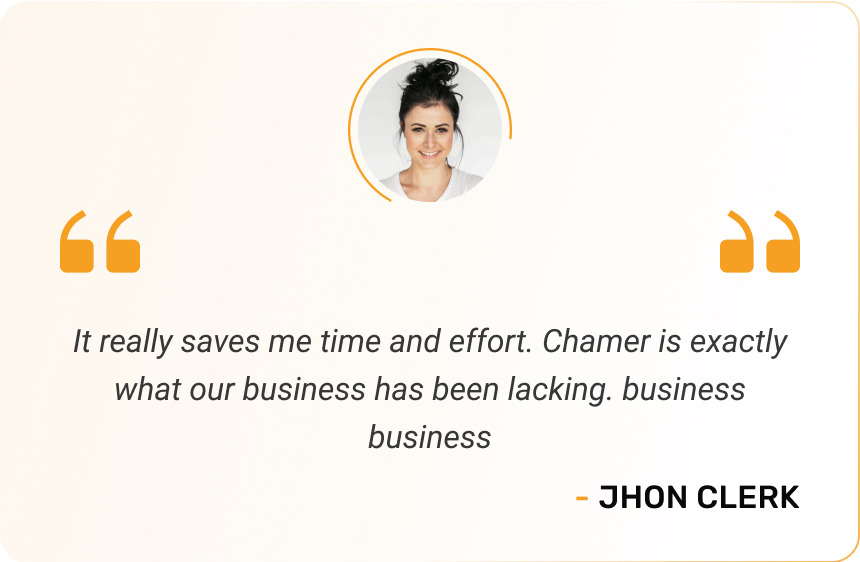 It really saves me time and effort. Chamer is exactly
what our business has been lacking. business
business
- JHON CLERK